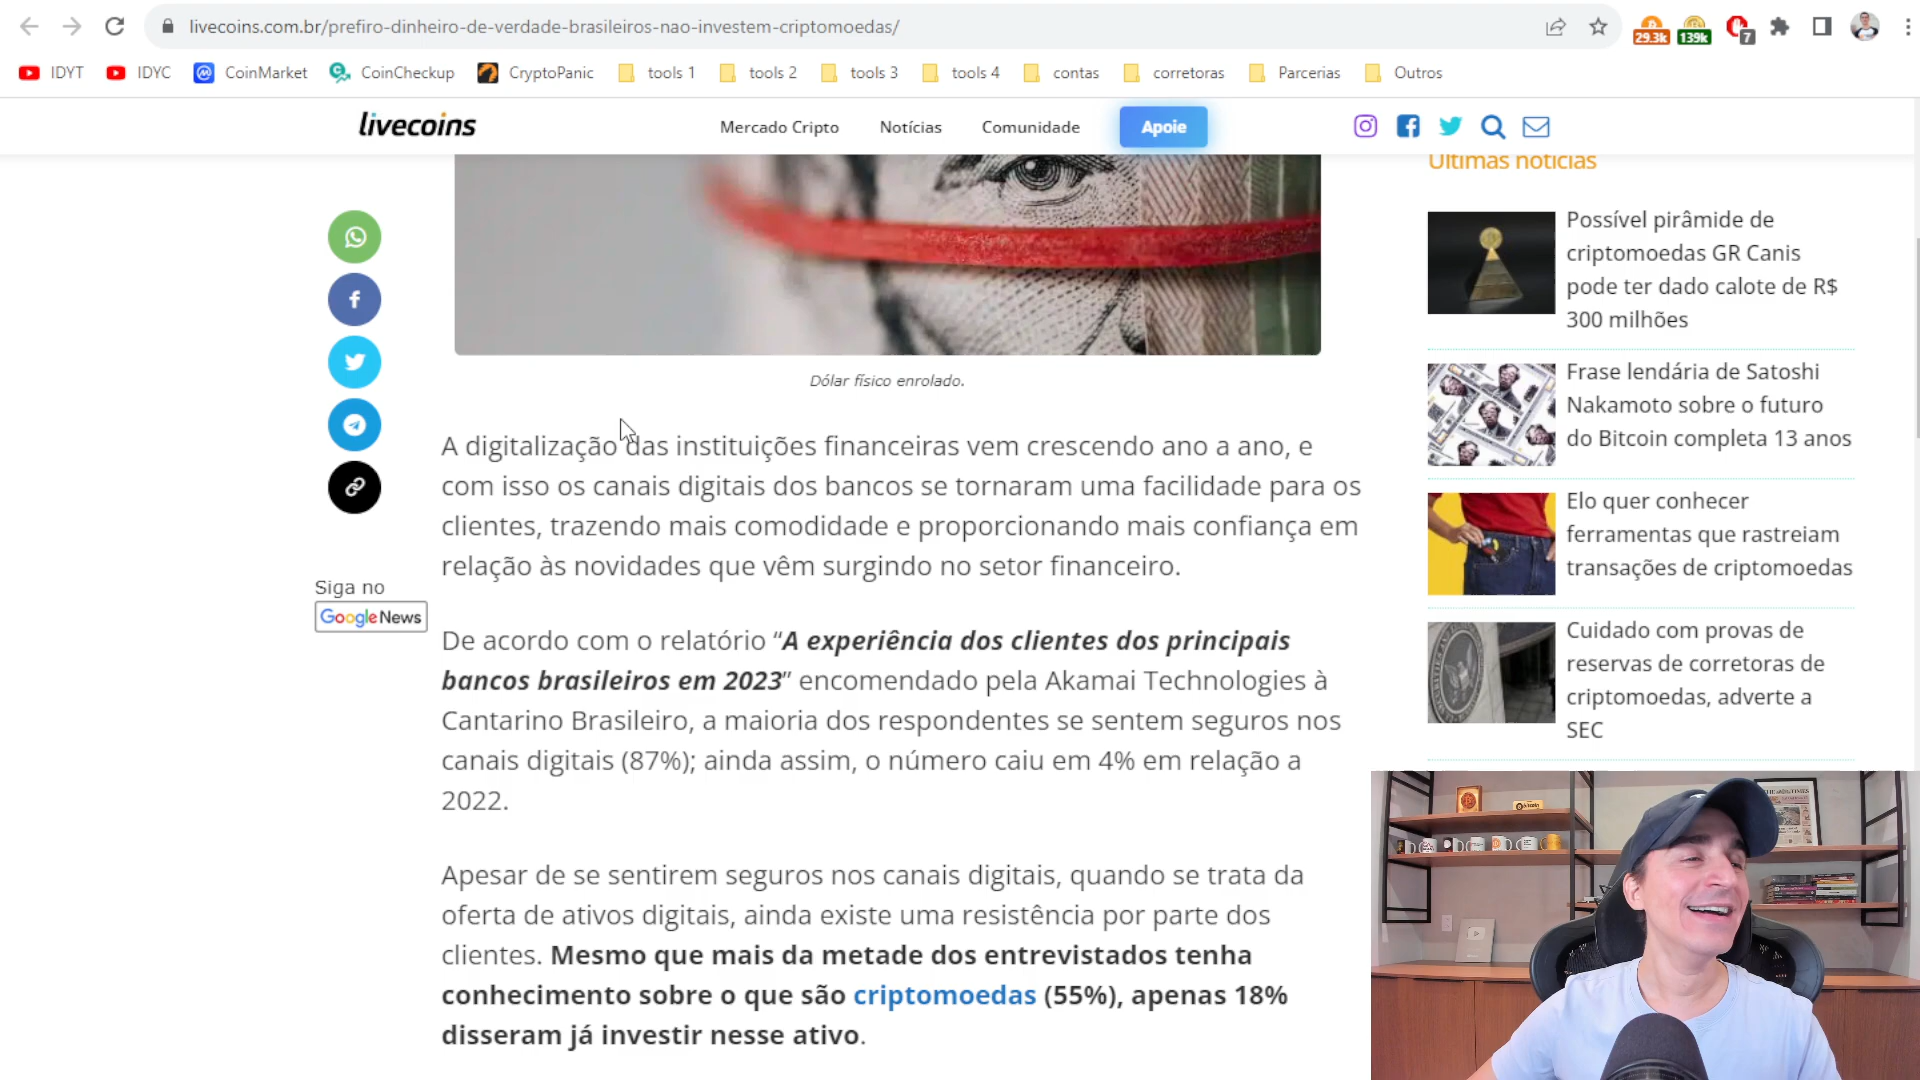 livecoins.com.br/prefiro-dinheiro-de-verdade-brasileiros-nao-investem-criptomoedas/
29.3k
139k
7
IDYT
IDYC
CoinMarket
CoinCheckup
CryptoPanic
tools 1
tools 2
tools 3
tools 4
contas
corretoras
Parcerias
Outros
livecoins
Mercado Cripto
Notícias
Comunidade
Apoie
Dólar físico enrolado.
Siga no
Google News
A digitalização das instituições financeiras vem crescendo ano a ano, e
com isso os canais digitais dos bancos se tornaram uma facilidade para os
clientes, trazendo mais comodidade e proporcionando mais confiança em
relação às novidades que vêm surgindo no setor financeiro.
De acordo com o relatório “A experiência dos clientes dos principais
bancos brasileiros em 2023” encomendado pela Akamai Technologies à
Cantarino Brasileiro, a maioria dos respondentes se sentem seguros nos
canais digitais (87%); ainda assim, o número caiu em 4% em relação a
2022.
Apesar de se sentirem seguros nos canais digitais, quando se trata da
oferta de ativos digitais, ainda existe uma resistência por parte dos
clientes. Mesmo que mais da metade dos entrevistados tenha
conhecimento sobre o que são criptomoedas (55%), apenas 18%
disseram já investir nesse ativo.
Últimas notícias
Possível pirâmide de
criptomoedas GR Canis
pode ter dado calote de R$
300 milhões
Frase lendária de Satoshi
Nakamoto sobre o futuro
do Bitcoin completa 13 anos
Elo quer conhecer
ferramentas que rastreiam
transações de criptomoedas
Cuidado com provas de
reservas de corretoras de
criptomoedas, adverte a
SEC
bitcoin